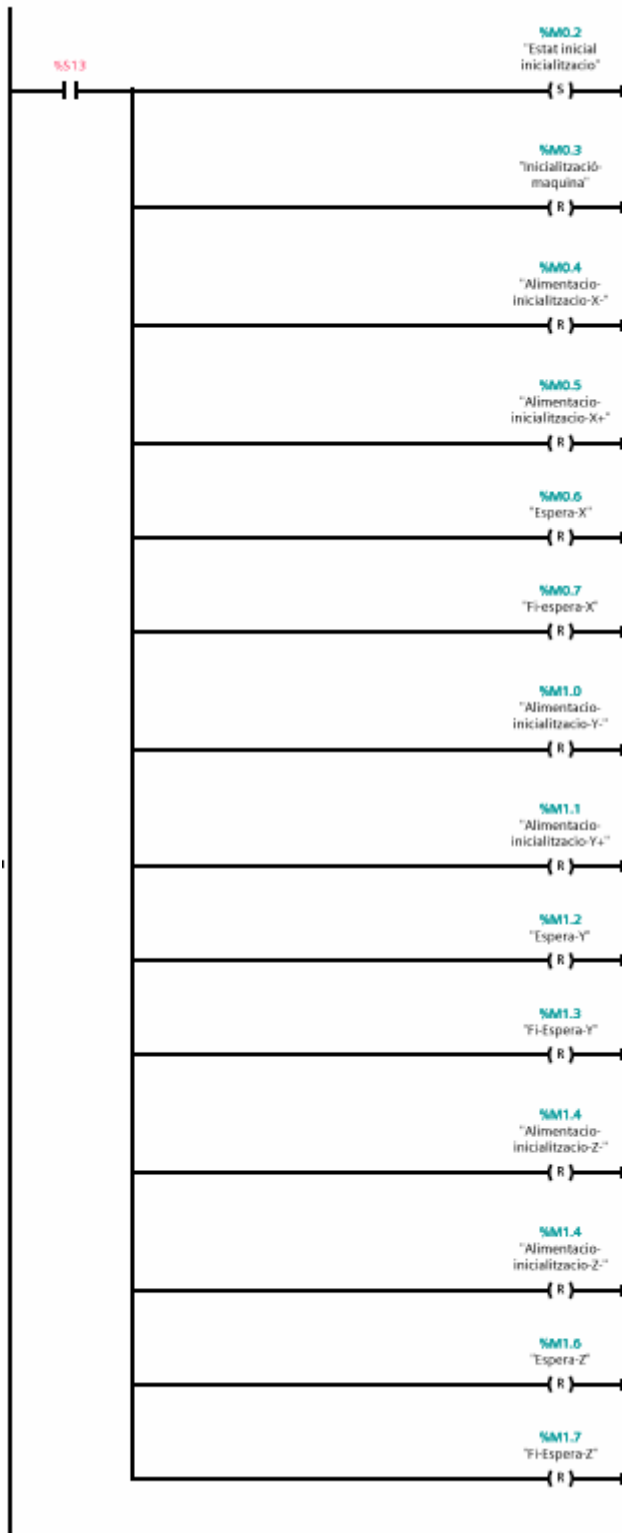 %M0.2
"Estat inicial
inicialitzacio"
%S13
( S )
%M0.3
"Inicialització-
maquina"
( R )
%M0.4
"Alimentacio-
inicialitzacio-X-"
( R )
%M0.5
"Alimentacio-
inicialitzacio-X+"
( R )
%M0.6
"Espera-X"
( R )
%M0.7
"Fi-espera-X"
( R )
%M1.0
"Alimentacio-
inicialitzacio-Y-"
( R )
%M1.1
"Alimentacio-
inicialitzacio-Y+"
( R )
%M1.2
"Espera-Y"
( R )
%M1.3
"Fi-Espera-Y"
( R )
%M1.4
"Alimentacio-
inicialitzacio-Z-"
( R )
%M1.4
"Alimentacio-
inicialitzacio-Z-"
( R )
%M1.6
"Espera-Z"
( R )
%M1.7
"Fi-Espera-Z"
( R )